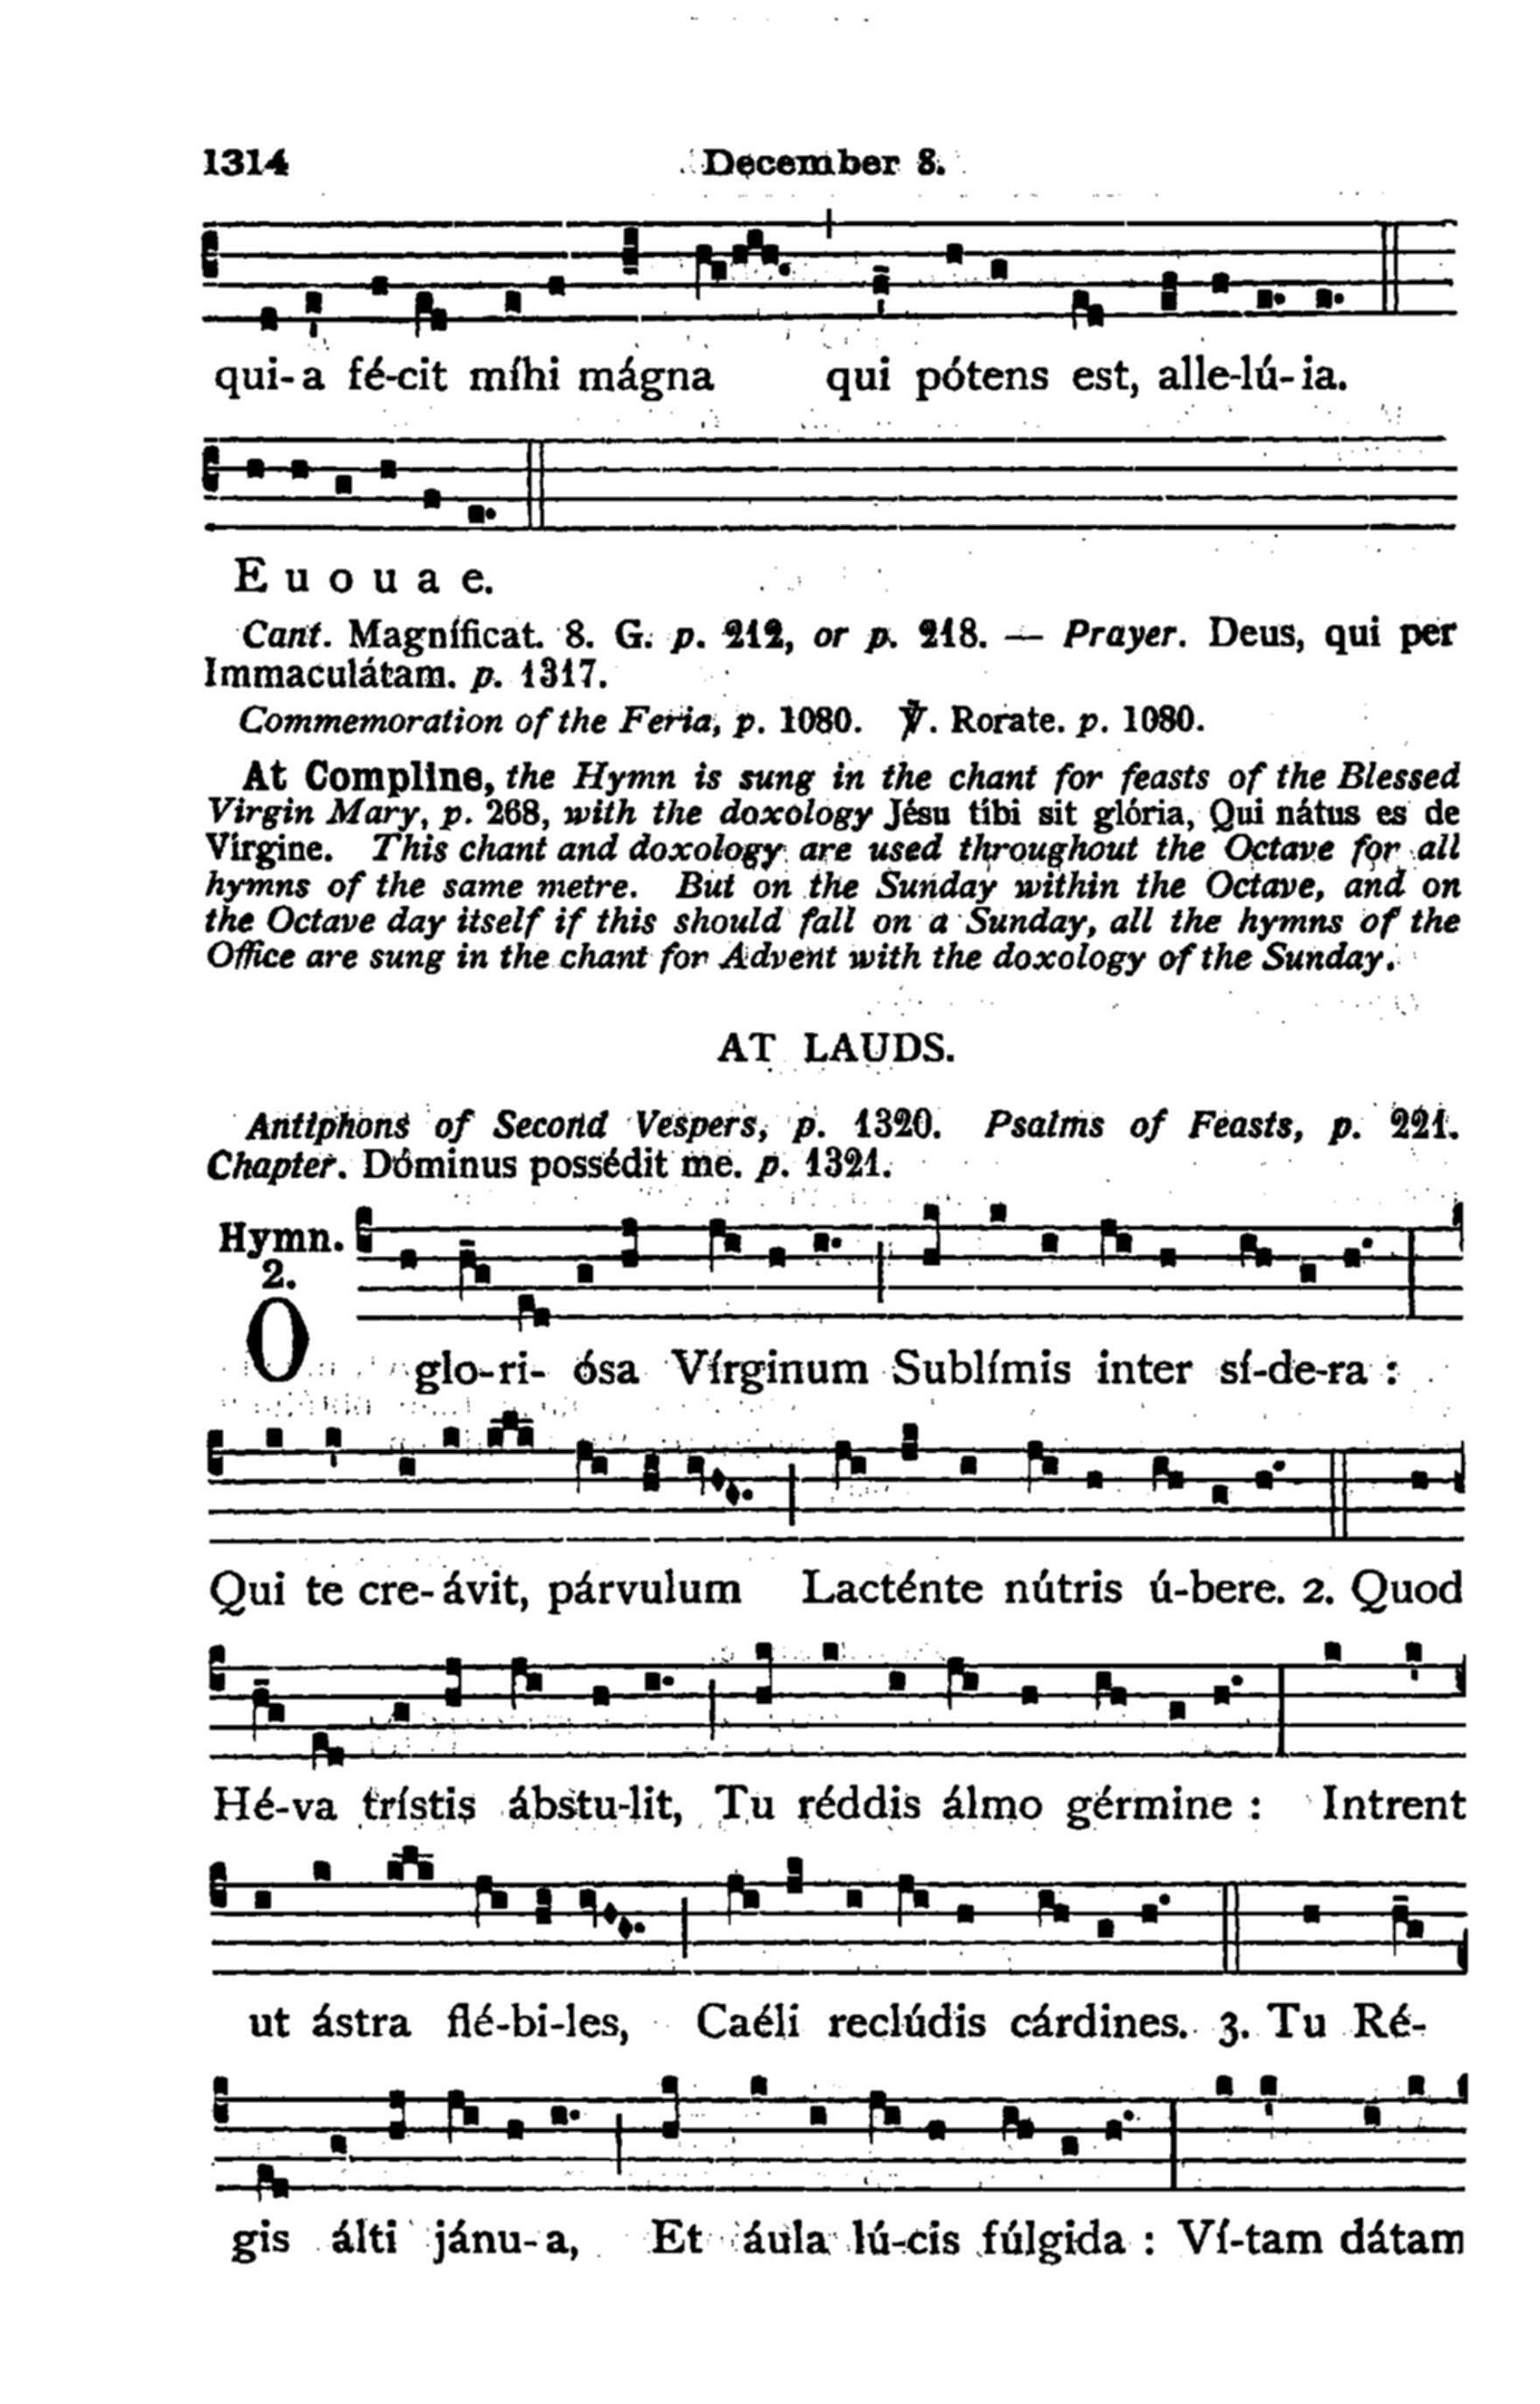 1314 December 8.
qui-a fé-cit míhi mágna qui pótens est, alle-lú-ia.
E u o u a e.
Cant. Magníficat. 8. G. p. 212, or p. 218. — Prayer. Deus, qui per
Immaculátam. p. 1317.
Commemoration of the Feria, p. 1080. ℣. Rorate. p. 1080.
At Compline, the Hymn is sung in the chant for feasts of the Blessed
Virgin Mary, p. 268, with the doxology Jésu tíbi sit glória, Qui nátus es de
Vírgine. This chant and doxology are used throughout the Octave for all
hymns of the same metre. But on the Sunday within the Octave, and on
the Octave day itself if this should fall on a Sunday, all the hymns of the
Office are sung in the chant for Advent with the doxology of the Sunday.
AT LAUDS.
Antiphons of Second Vespers, p. 1320. Psalms of Feasts, p. 221.
Chapter. Dóminus possédit me. p. 1321.
Hymn.
2.
O glo-ri-ósa Vírginum Sublímis inter sí-de-ra :
Qui te cre-ávit, párvulum Lacténte nútris ú-bere. 2. Quod
Hé-va trístis ábstu-lit, Tu réddis álmo gérmine : Intrent
ut ástra flé-bi-les, Caéli reclúdis cárdines. 3. Tu Ré-
gis álti jánu-a, Et áula lú-cis fúlgida : Ví-tam dátam